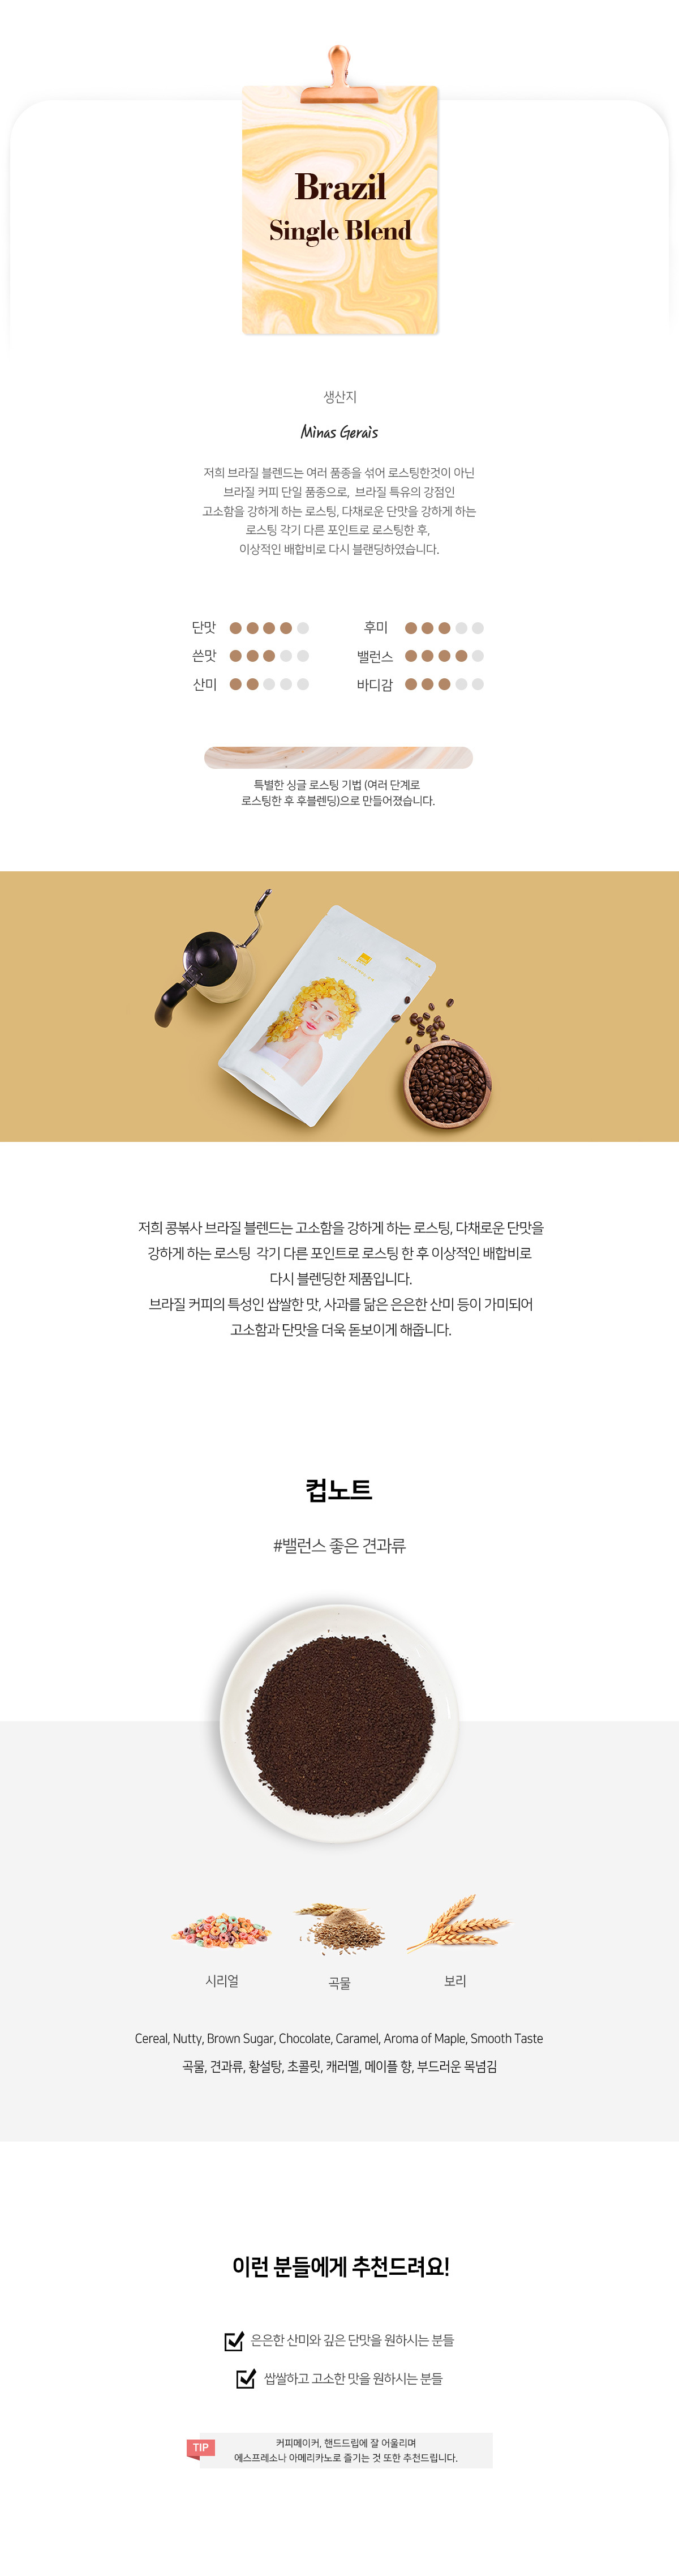 Brazil
Single Blend
생산지
Minas Gerais
저희 브라질 블렌드는 여러 품종을 섞어 로스팅한것이 아닌
브라질 커피 단일 품종으로, 브라질 특유의 강점인
고소함을 강하게 하는 로스팅, 다채로운 단맛을 강하게 하는
로스팅 각기 다른 포인트로 로스팅한 후,
이상적인 배합비로 다시 블랜딩하였습니다.
단맛
후미
쓴맛
밸런스
산미
바디감
특별한 싱글 로스팅 기법 (여러 단계로
로스팅한 후 후블렌딩)으로 만들어졌습니다.
저희 콩볶사 브라질 블렌드는 고소함을 강하게 하는 로스팅, 다채로운 단맛을
강하게 하는 로스팅 각기 다른 포인트로 로스팅 한 후 이상적인 배합비로
다시 블렌딩한 제품입니다.
브라질 커피의 특성인 쌉쌀한 맛, 사과를 닮은 은은한 산미 등이 가미되어
고소함과 단맛을 더욱 돋보이게 해줍니다.
컵노트
#밸런스 좋은 견과류
시리얼
곡물
보리
Cereal, Nutty, Brown Sugar, Chocolate, Caramel, Aroma of Maple, Smooth Taste
곡물, 견과류, 황설탕, 초콜릿, 캐러멜, 메이플 향, 부드러운 목넘김
이런 분들에게 추천드려요!
은은한 산미와 깊은 단맛을 원하시는 분들
쌉쌀하고 고소한 맛을 원하시는 분들
TIP
커피메이커, 핸드드립에 잘 어울리며
에스프레소나 아메리카노로 즐기는 것 또한 추천드립니다.